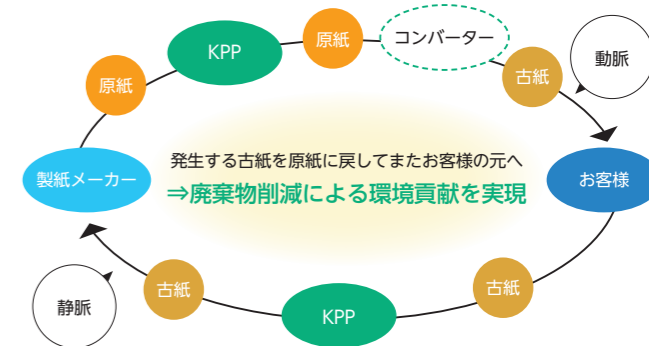 KPP
原紙
コンバーター
原紙
古紙
動脈
発生する古紙を原紙に戻してまたお客様の元へ
⇒廃棄物削減による環境貢献を実現
製紙メーカー
お客様
古紙
古紙
静脈
KPP